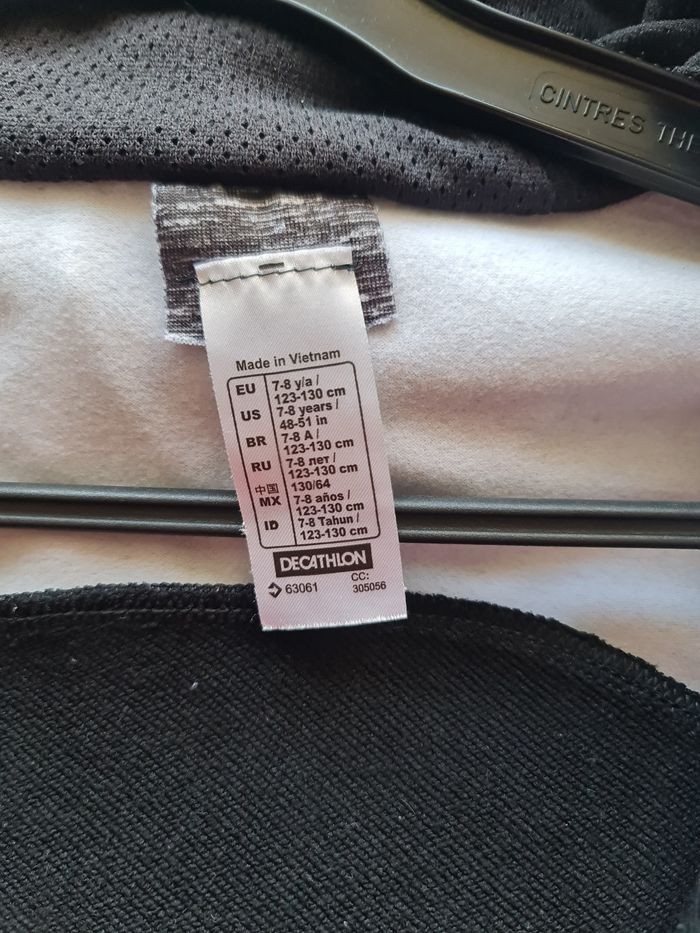 CINTRES THE
Made in Vietnam
EU 7-8 y/a /
123-130 cm
US 7-8 years /
48-51 in
BR 7-8 A /
123-130 cm
RU 7-8 лет /
123-130 cm
中国 130/64
MX 7-8 años /
123-130 cm
ID 7-8 Tahun /
123-130 cm
DECATHLON
63061 CC:
305056